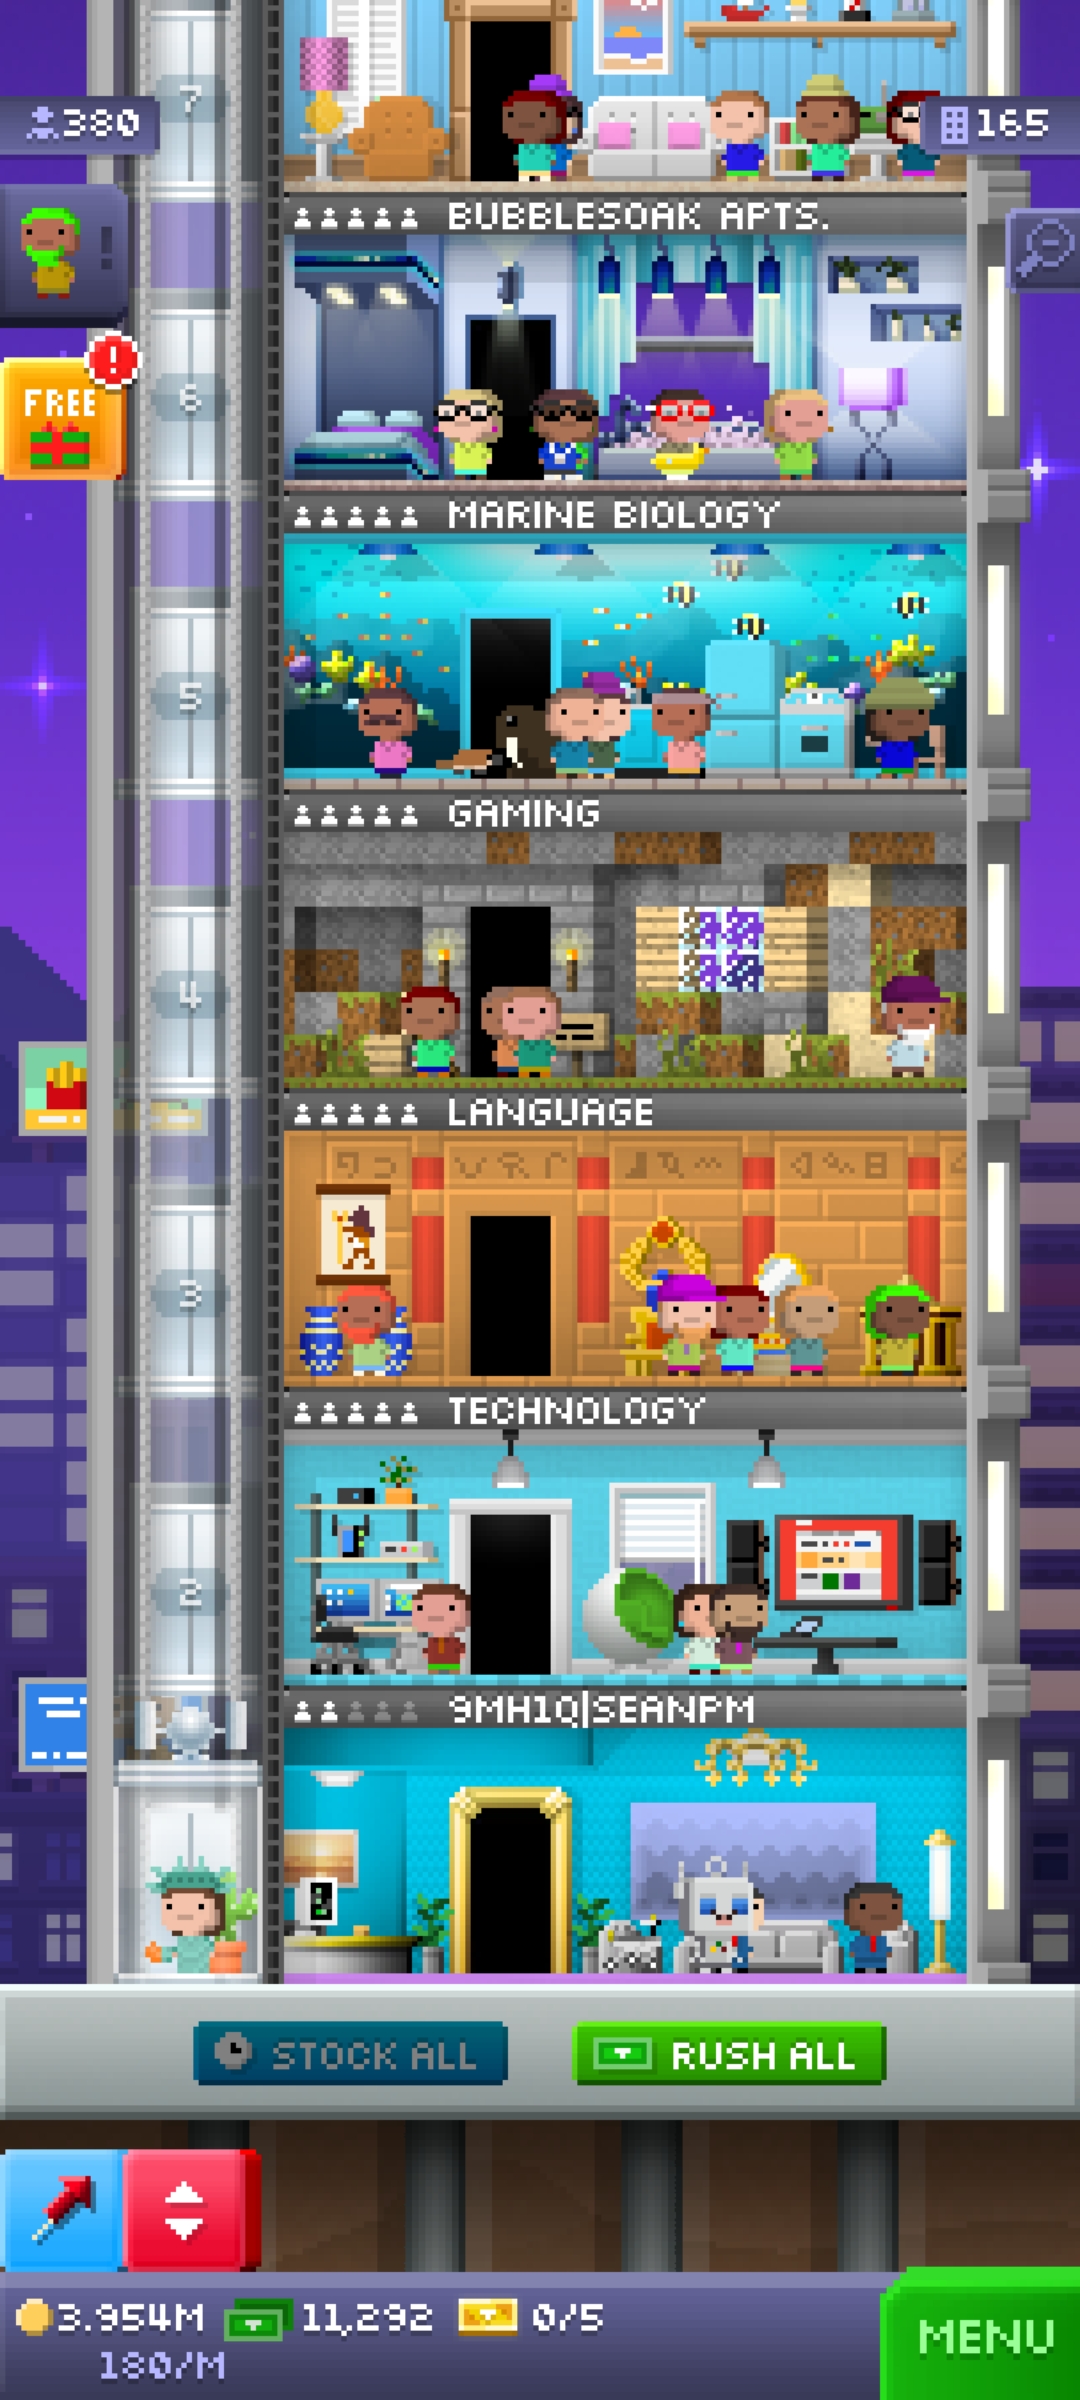 7
380
165
BUBBLESOAK APTS.
!
6
FREE
MARINE BIOLOGY
5
GAMING
4
LANGUAGE
3
TECHNOLOGY
2
9MH1Q|SEANPM
STOCK ALL
RUSH ALL
3.954M
11,292
0/5
180/M
MENU